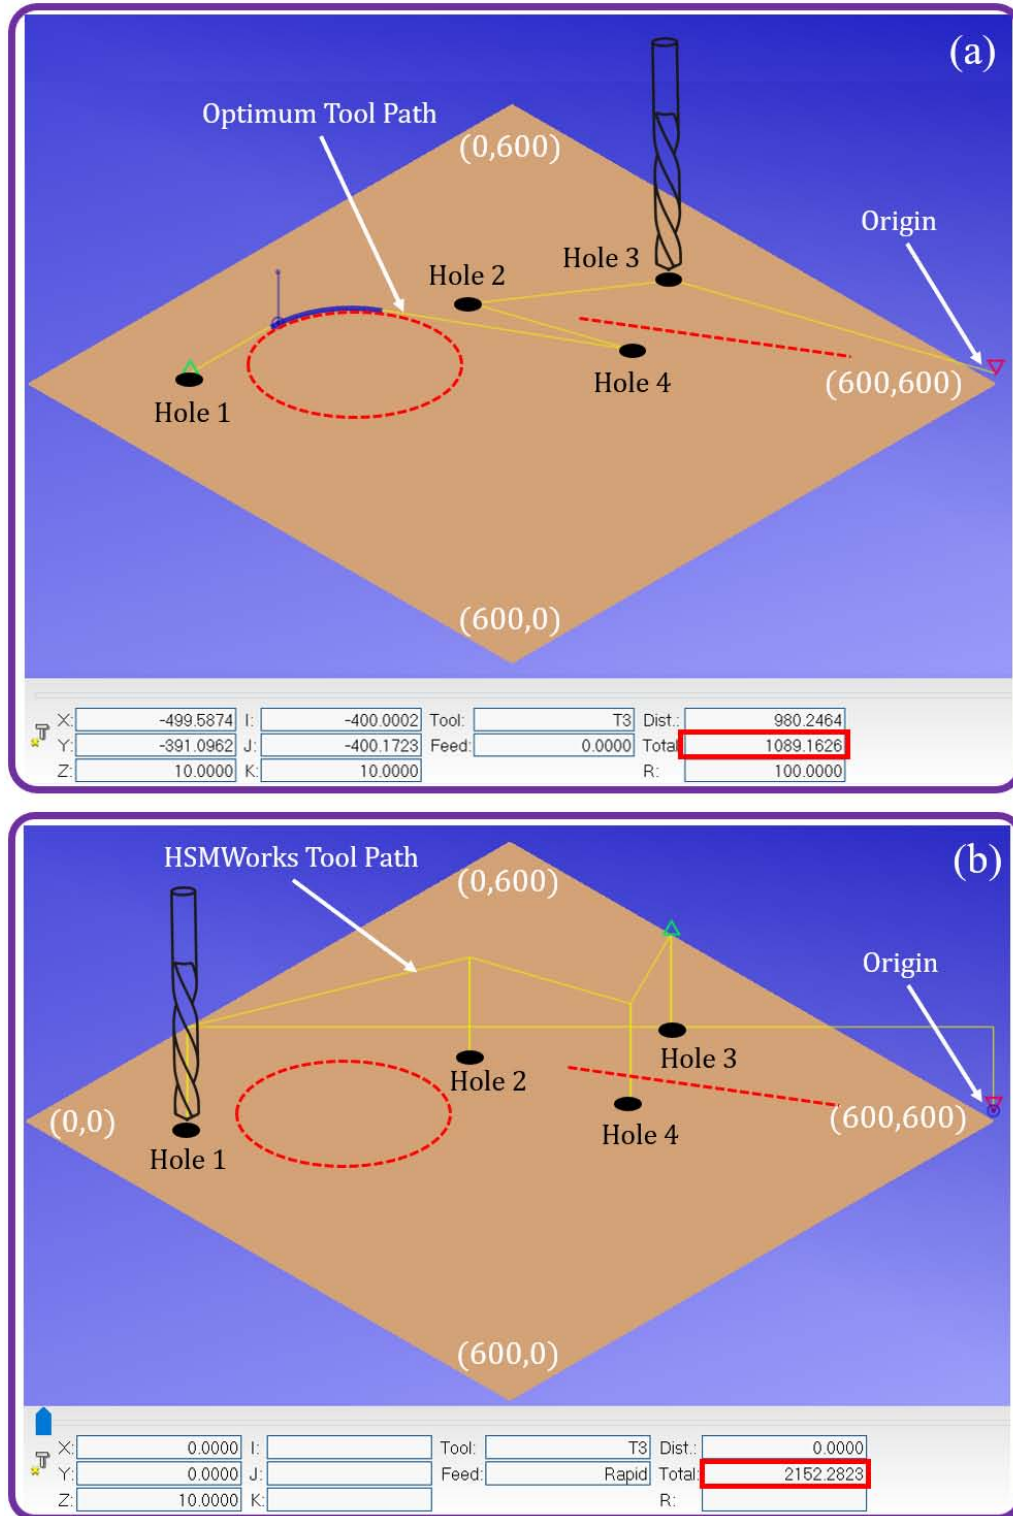 (a)
Optimum Tool Path
(0,600)
Origin
Hole 3
Hole 2
Hole 4
(600,600)
Hole 1
(600,0)
X: -499.5874 I: -400.0002 Tool: T3 Dist.: 980.2464
Y: -391.0962 J: -400.1723 Feed: 0.0000 Total 1089.1626
Z: 10.0000 K: 10.0000 R: 100.0000
(b)
HSMWorks Tool Path
(0,600)
Origin
Hole 3
Hole 2
(0,0)
Hole 4
(600,600)
Hole 1
(600,0)
X: 0.0000 I: Tool: T3 Dist.: 0.0000
Y: 0.0000 J: Feed: Rapid Total: 2152.2823
Z: 10.0000 K: R: